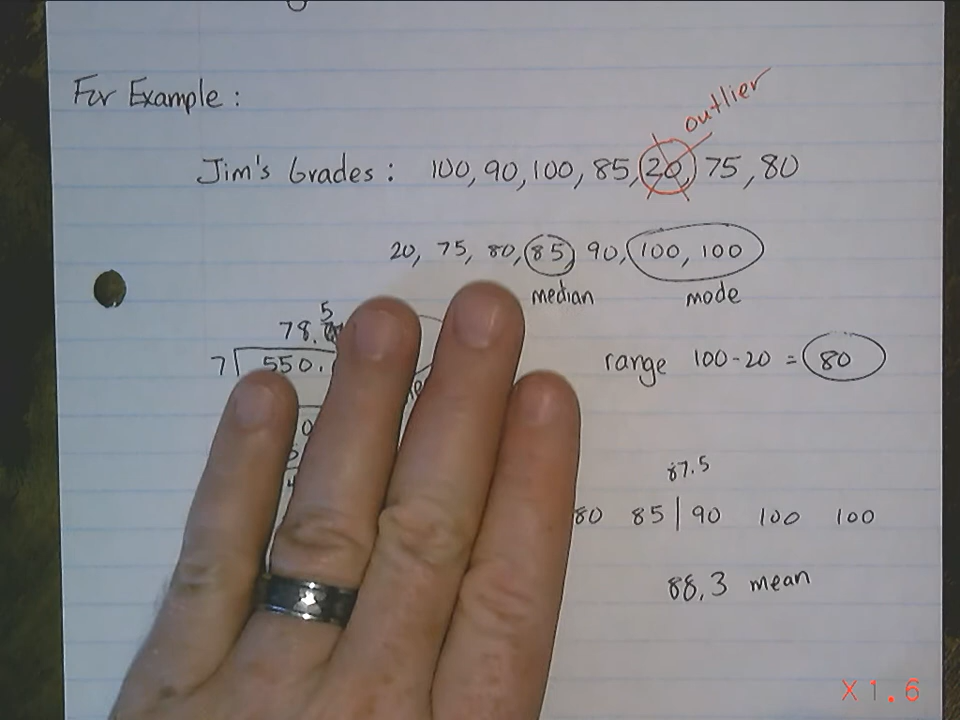 For Example :
outlier
Jim's Grades : 100, 90, 100, 85, 20, 75, 80
20, 75, 80, 85, 90, 100, 100
median mode
5
78.
7 550.
range 100-20 = 80
87.5
80 85 | 90 100 100
88.3 mean
X1.6